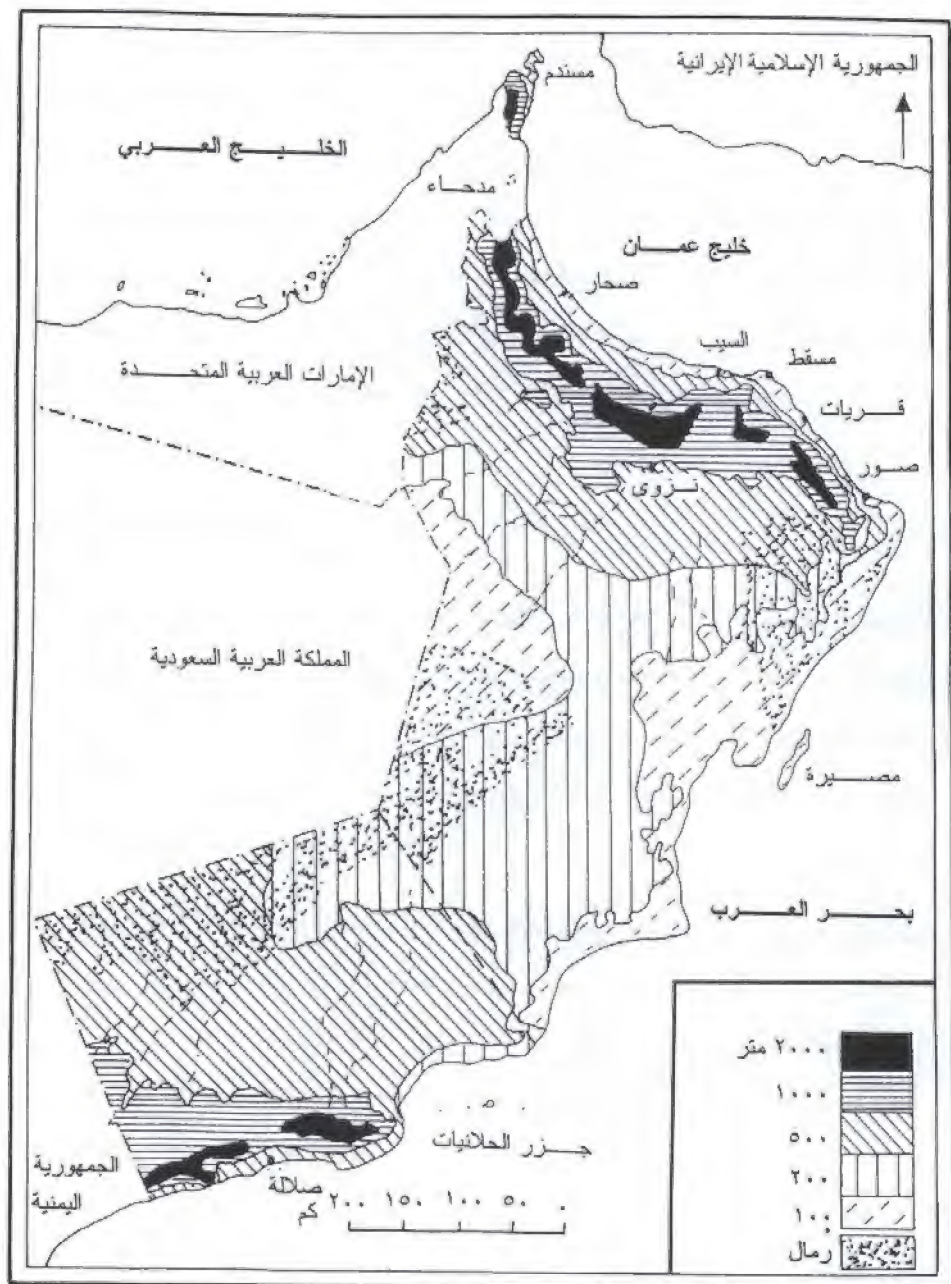 الجمهورية الإسلامية الإيرانية
مسندم
الخليج العربي
مدحاء
خليج عمان
صحار
السيب
مسقط
الإمارات العربية المتحدة
قريات
صور
نزوى
المملكة العربية السعودية
مصيرة
بحر العرب
٢٠٠٠ متر
١٠٠٠
٥٠٠
٢٠٠
١٠٠
٠
رمال
جزر الحلانيات
الجمهورية
اليمنية
صلالة
كم ٢٠٠ ١٥٠ ١٠٠ ٥٠ ٠